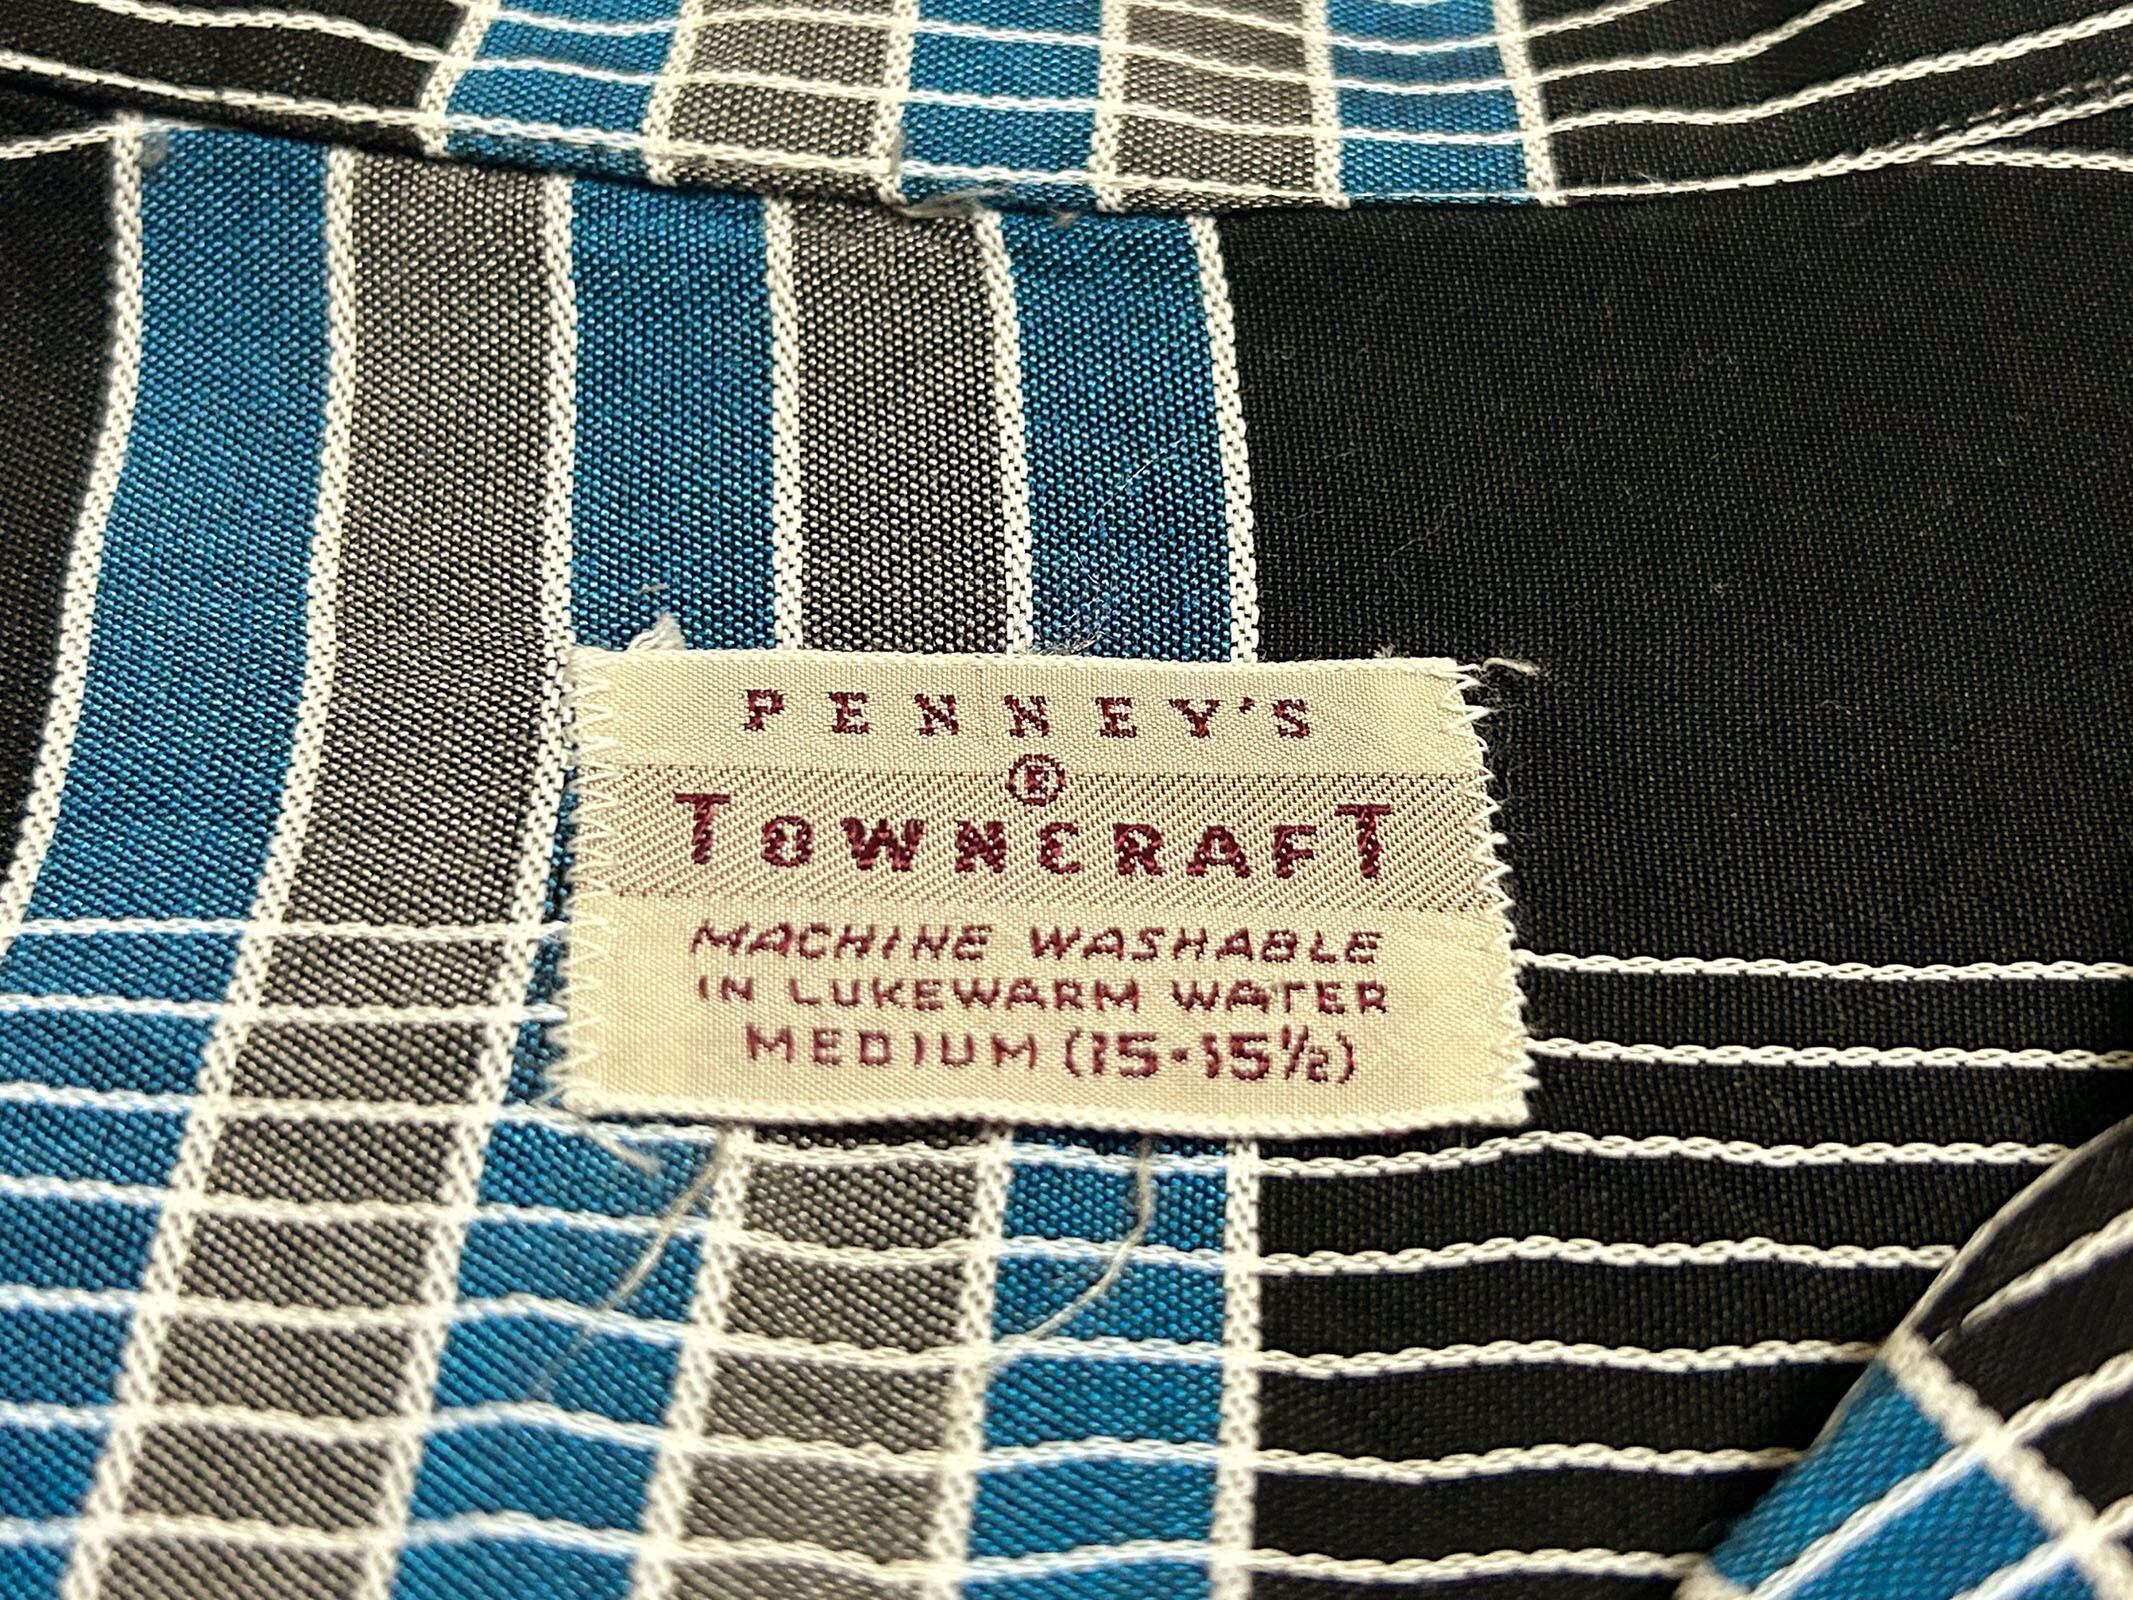 PENNEY'S
®
TOWNCRAFT
MACHINE WASHABLE
IN LUKEWARM WATER
MEDIUM (15-15½)